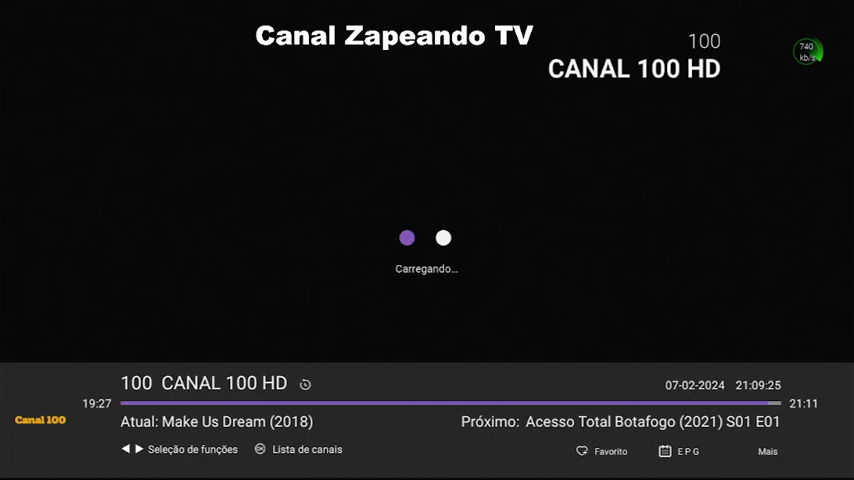 Canal Zapeando TV
100
CANAL 100 HD
740
kb/s
Carregando...
100 CANAL 100 HD
07-02-2024 21:09:25
19:27
21:11
Canal 100
Atual: Make Us Dream (2018)
Próximo: Acesso Total Botafogo (2021) S01 E01
Seleção de funções
OK
Lista de canais
Favorito
E P G
Mais